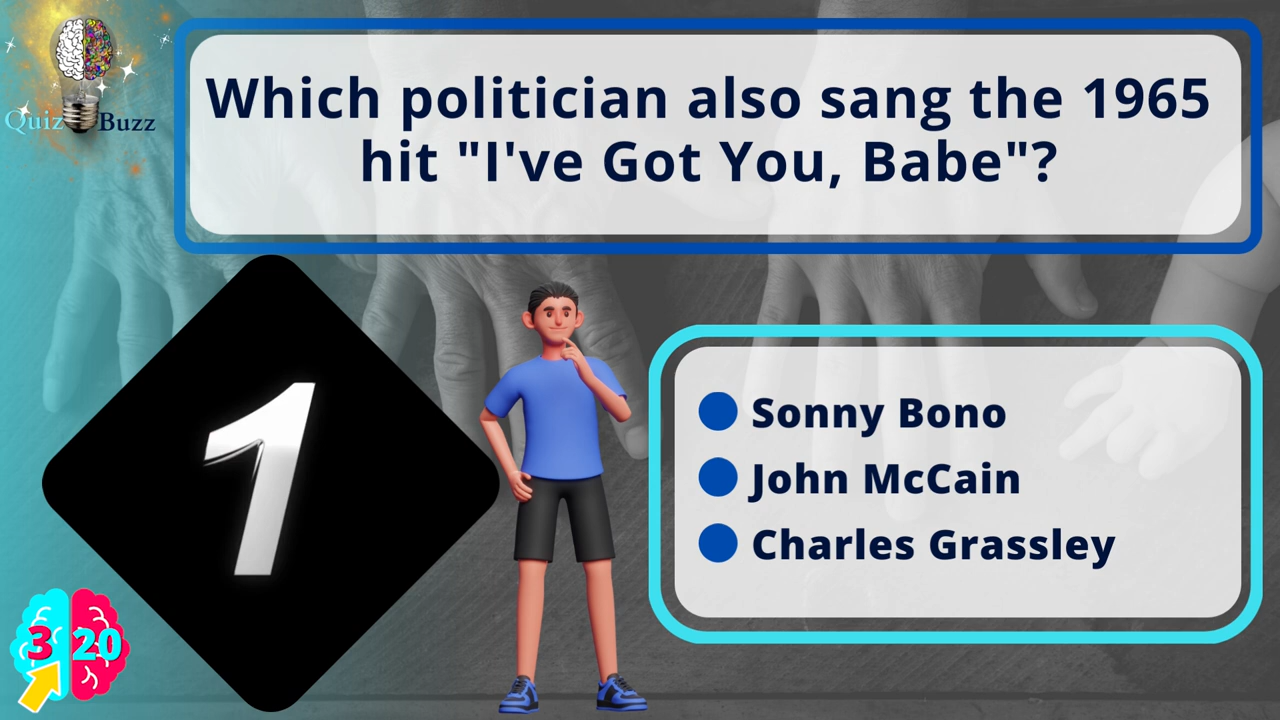 Quiz Buzz
Which politician also sang the 1965
hit "I've Got You, Babe"?
1
Sonny Bono
John McCain
Charles Grassley
3 20